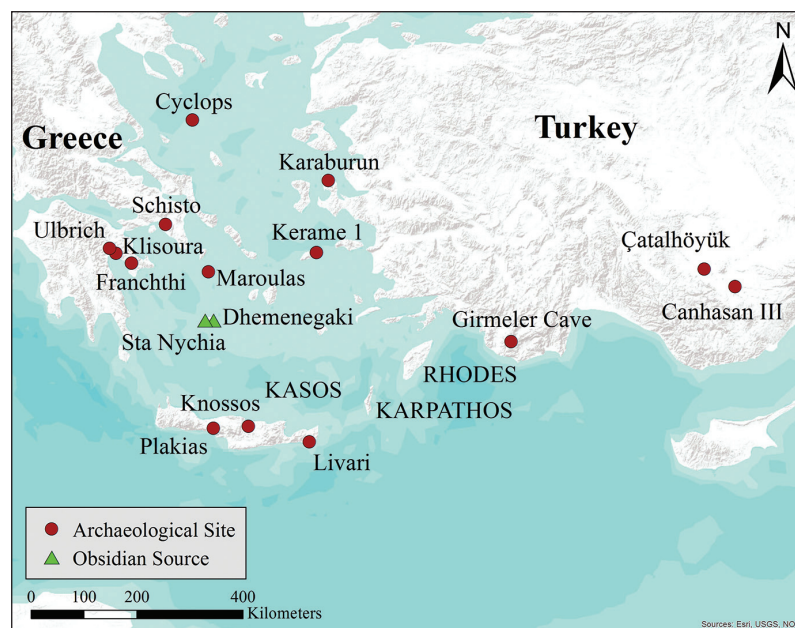 N
Cyclops
Greece
Turkey
Karaburun
Schisto
Ulbrich
Klisoura
Kerame 1
Çatalhöyük
Franchthi
Maroulas
Canhasan III
Dhemenegaki
Girmeler Cave
Sta Nychia
RHODES
KASOS
Knossos
KARPATHOS
Plakias
Livari
Archaeological Site
Obsidian Source
0 100 200 400
Kilometers
Sources: Esri, USGS, NO